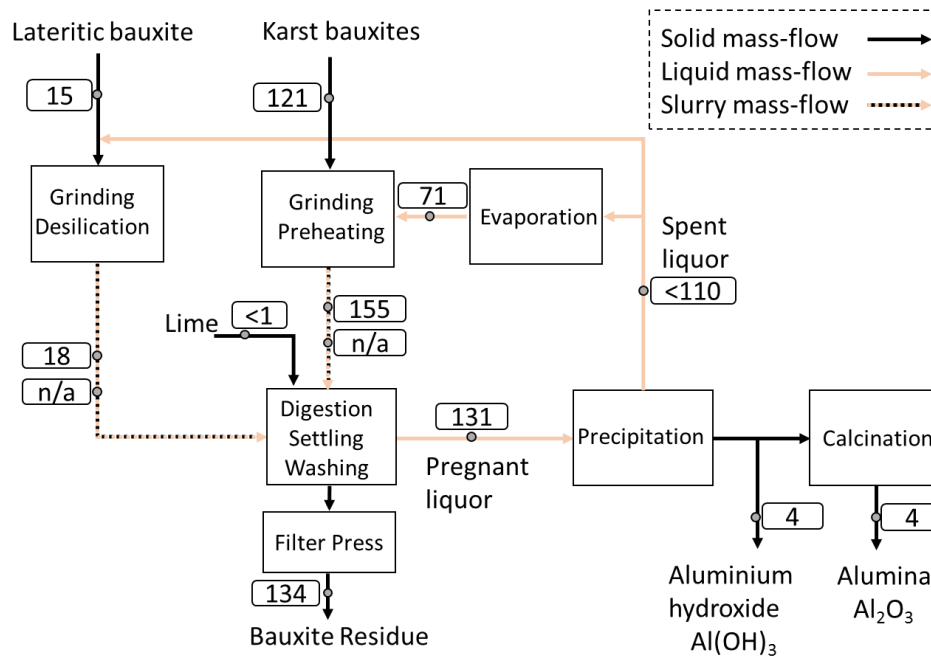 Lateritic bauxite
Karst bauxites
Solid mass-flow
Liquid mass-flow
Slurry mass-flow
15
121
Grinding
Desilication
Grinding
Preheating
71
Evaporation
Spent
liquor
<110
Lime
<1
155
n/a
18
n/a
Digestion
Settling
Washing
131
Pregnant
liquor
Precipitation
Calcination
Filter Press
4
4
134
Bauxite Residue
Aluminium
hydroxide
Al(OH)₃
Alumina
Al₂O₃